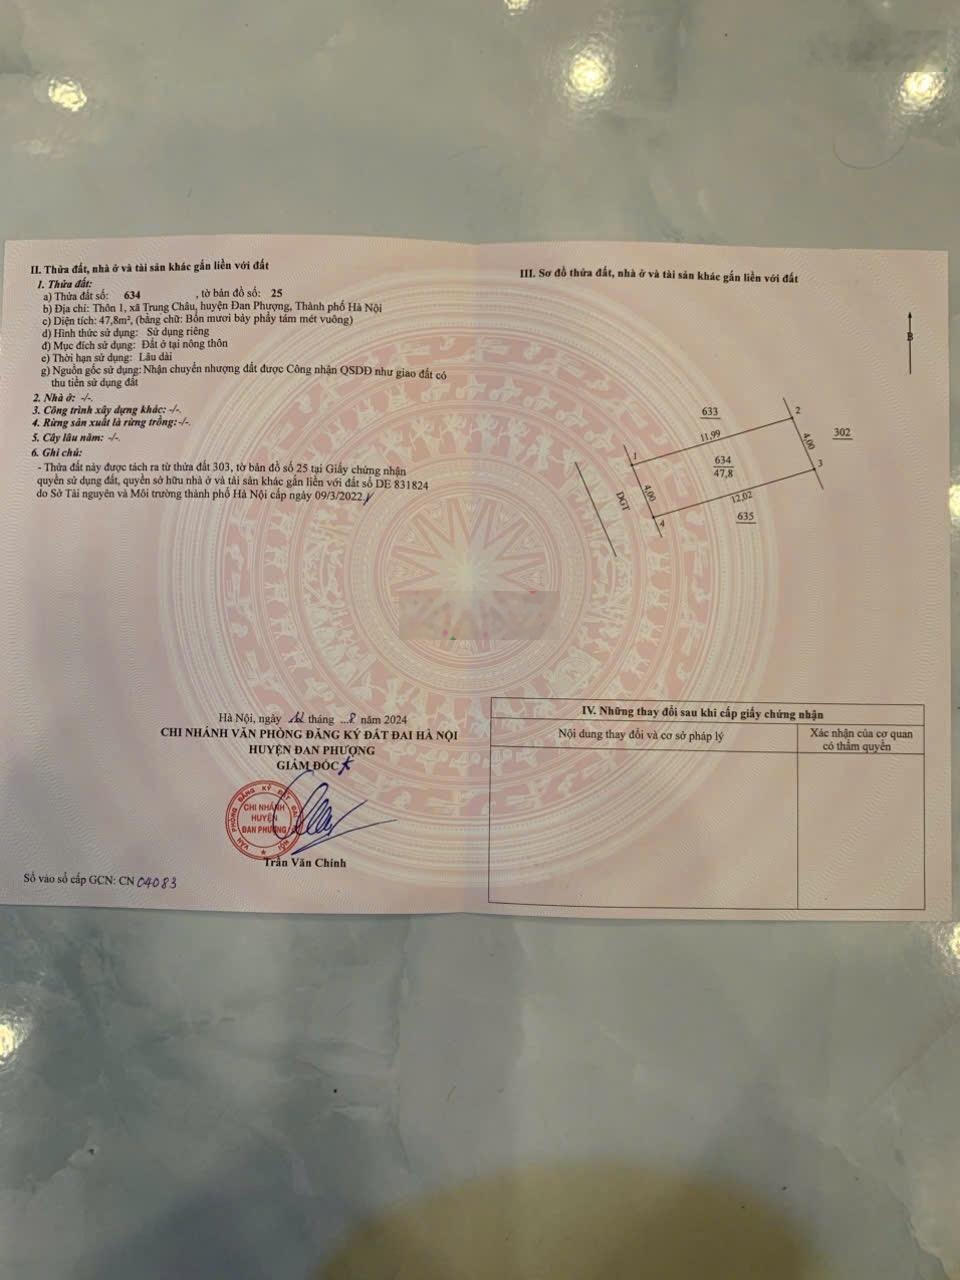 II. Thửa đất, nhà ở và tài sản khác gắn liền với đất
1. Thửa đất:
a) Thửa đất số: 634 , tờ bản đồ số: 25
b) Địa chỉ: Thôn 1, xã Trung Châu, huyện Đan Phượng, Thành phố Hà Nội
c) Diện tích: 47,8m², (bằng chữ: Bốn mươi bảy phẩy tám mét vuông)
d) Hình thức sử dụng: Sử dụng riêng
đ) Mục đích sử dụng: Đất ở tại nông thôn
e) Thời hạn sử dụng: Lâu dài
g) Nguồn gốc sử dụng: Nhận chuyển nhượng đất được Công nhận QSDĐ như giao đất có
thu tiền sử dụng đất
2. Nhà ở: -/-.
3. Công trình xây dựng khác: -/-.
4. Rừng sản xuất là rừng trồng: -/-.
5. Cây lâu năm: -/-.
6. Ghi chú:
- Thửa đất này được tách ra từ thửa đất 303, tờ bản đồ số 25 tại Giấy chứng nhận
quyền sử dụng đất, quyền sở hữu nhà ở và tài sản khác gắn liền với đất số DE 831824
do Sở Tài nguyên và Môi trường thành phố Hà Nội cấp ngày 09/3/2022.
Hà Nội, ngày tháng 8 năm 2024
CHI NHÁNH VĂN PHÒNG ĐĂNG KÝ ĐẤT ĐAI HÀ NỘI
HUYỆN ĐAN PHƯỢNG
GIÁM ĐỐC
VĂN PHÒNG ĐĂNG KÝ ĐẤT ĐAI HÀ NỘI
CHI NHÁNH
HUYỆN
ĐAN PHƯỢNG
Trần Văn Chính
Số vào sổ cấp GCN: CN 04083
III. Sơ đồ thửa đất, nhà ở và tài sản khác gắn liền với đất
B
633
2
302
11,99
4,00
1
634
47,8
3
4,00
12,02
ĐGT
4
635
IV. Những thay đổi sau khi cấp giấy chứng nhận
Nội dung thay đổi và cơ sở pháp lý
Xác nhận của cơ quan
có thẩm quyền